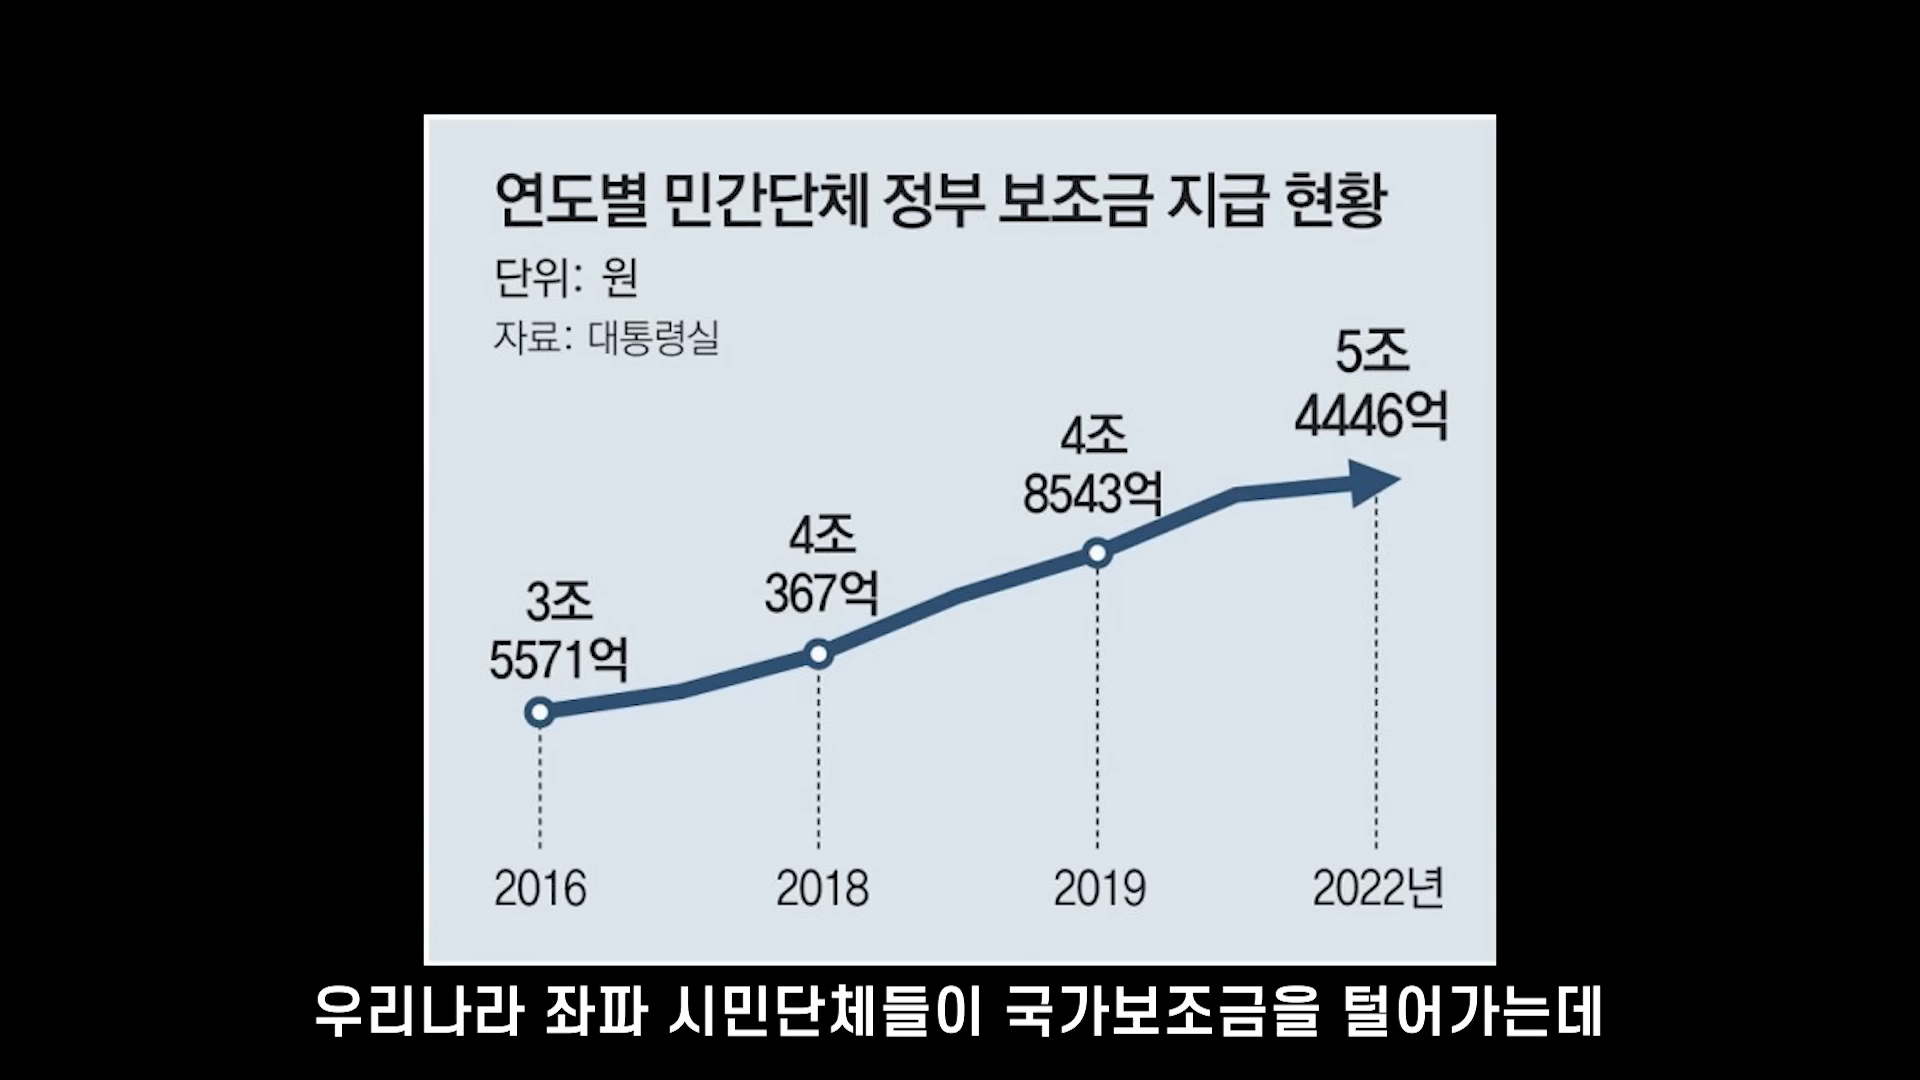 연도별 민간단체 정부 보조금 지급 현황
단위: 원
자료: 대통령실
3조
5571억
4조
367억
4조
8543억
5조
4446억
2016
2018
2019
2022년
우리나라 좌파 시민단체들이 국가보조금을 털어가는데